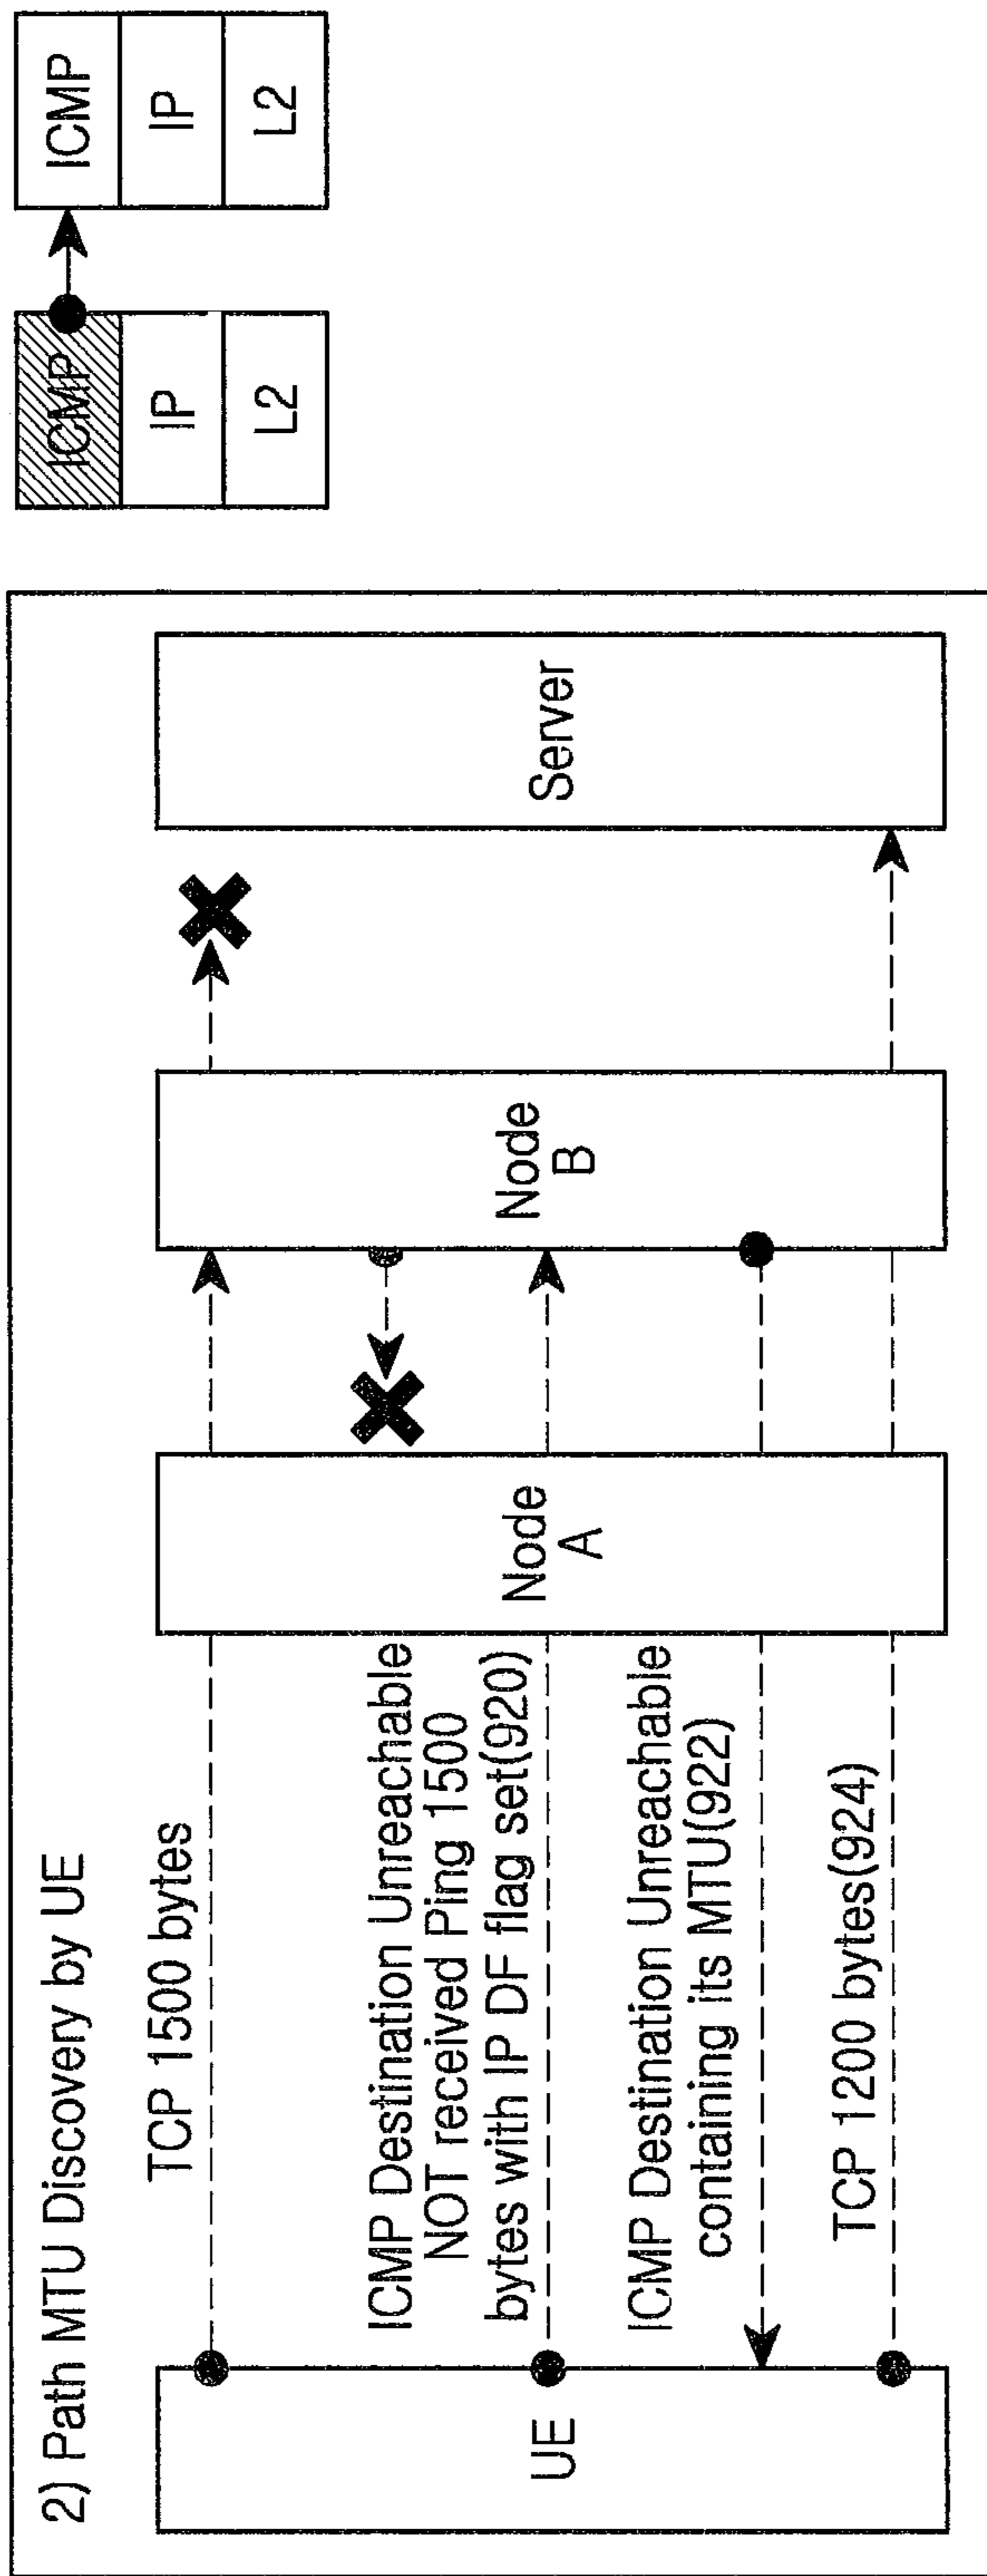 2) Path MTU Discovery by UE
UE
TCP 1500 bytes
ICMP Destination Unreachable
NOT received Ping 1500
bytes with IP DF flag set(920)
ICMP Destination Unreachable
containing its MTU(922)
TCP 1200 bytes(924)
Node
A
Node
B
Server
ICMP
IP
L2
ICMP
IP
L2